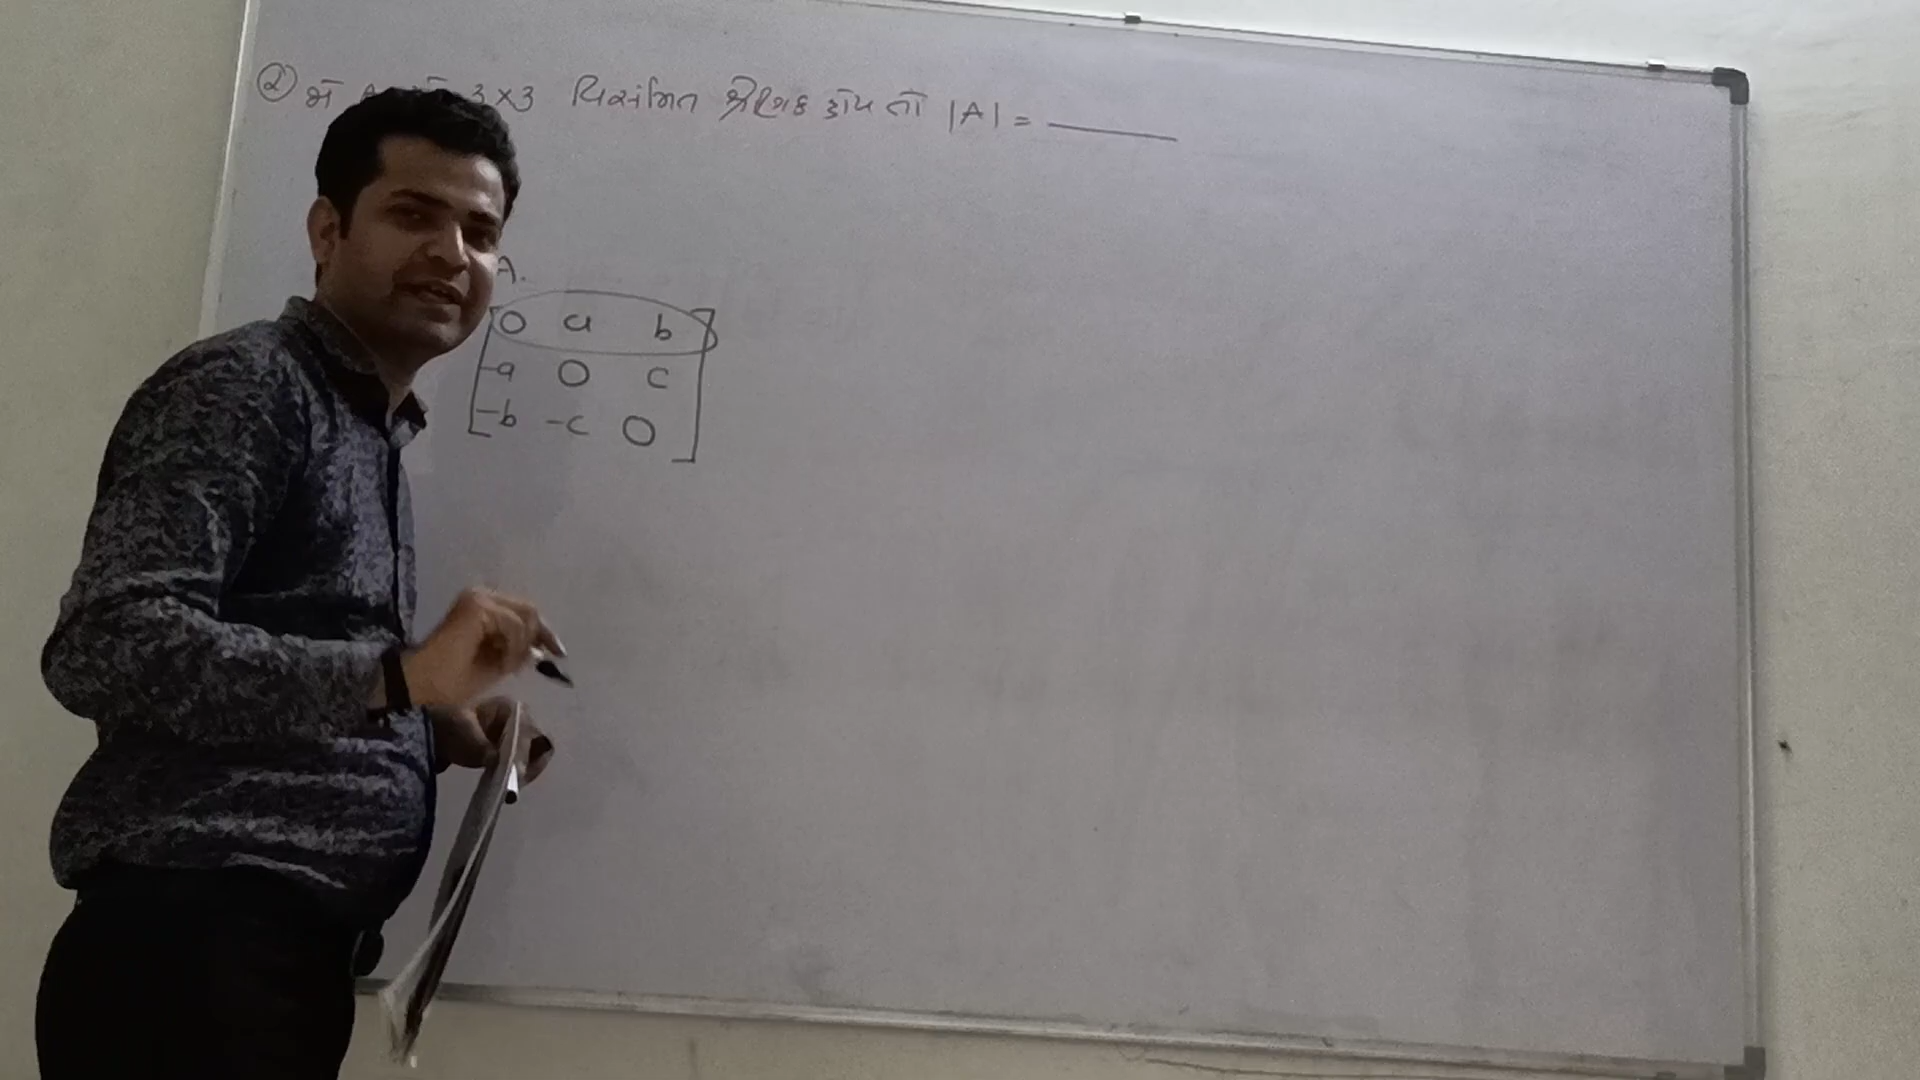 ② જો 3×3 વિસંમિત શ્રેણિક હોય તો |A| = ______
A.
0 a b
-a 0 c
-b -c 0